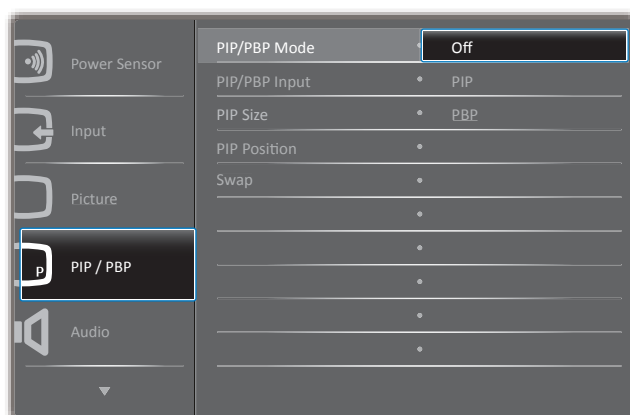 Power Sensor
Input
Picture
P
PIP / PBP
Audio
PIP/PBP Mode
PIP/PBP Input
PIP Size
PIP Position
Swap
Off
PIP
PBP